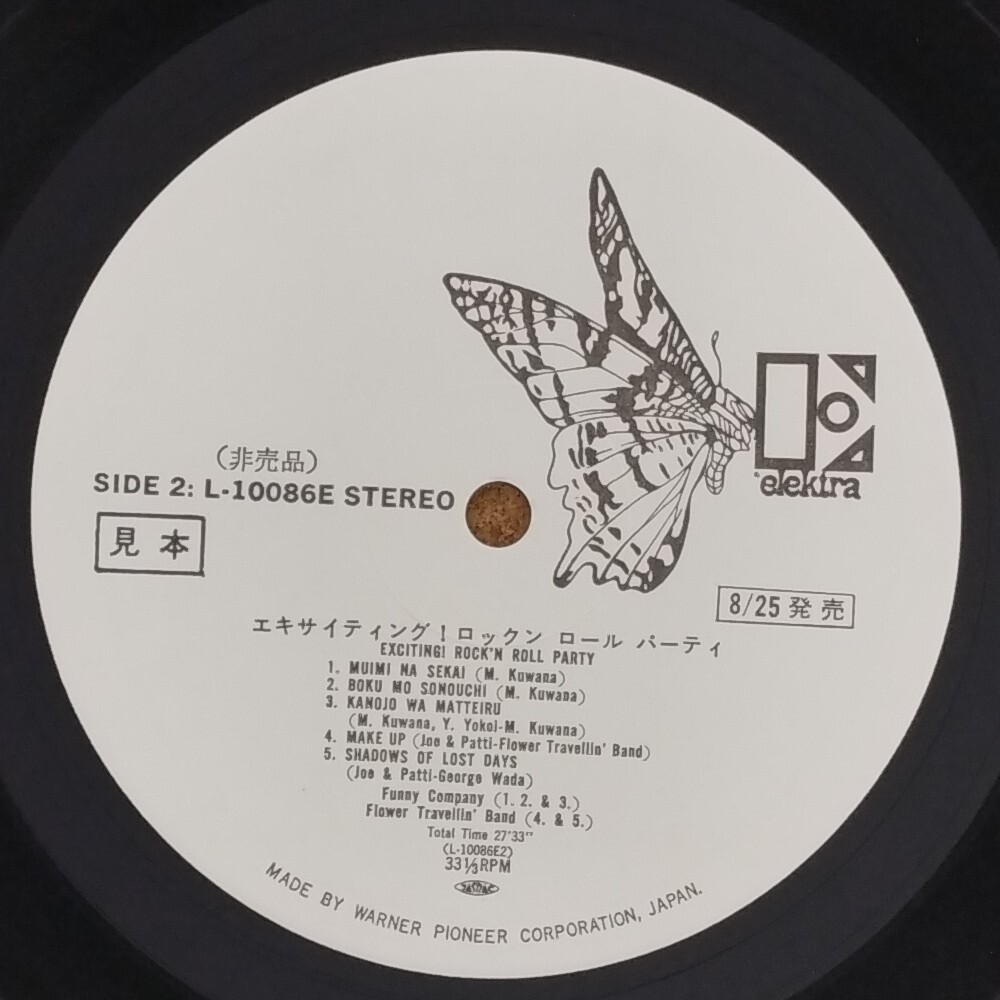 elektra
（非売品）
SIDE 2: L-10086E STEREO
見本
8/25 発売
エキサイティング！ロックン ロール パーティ
EXCITING! ROCK'N ROLL PARTY
1. MUIMI NA SEKAI (M. Kuwana)
2. BOKU MO SONOUCHI (M. Kuwana)
3. KANOJO WA MATTEIRU
(M. Kuwana, Y. Yokoi-M. Kuwana)
4. MAKE UP (Joe & Patti-Flower Travellin' Band)
5. SHADOWS OF LOST DAYS
(Joe & Patti-George Wada)
Funny Company (1. 2. & 3.)
Flower Travellin' Band (4. & 5.)
Total Time 27'33"
(L-10086E2)
33⅓RPM
JASRAC
MADE BY WARNER PIONEER CORPORATION, JAPAN.